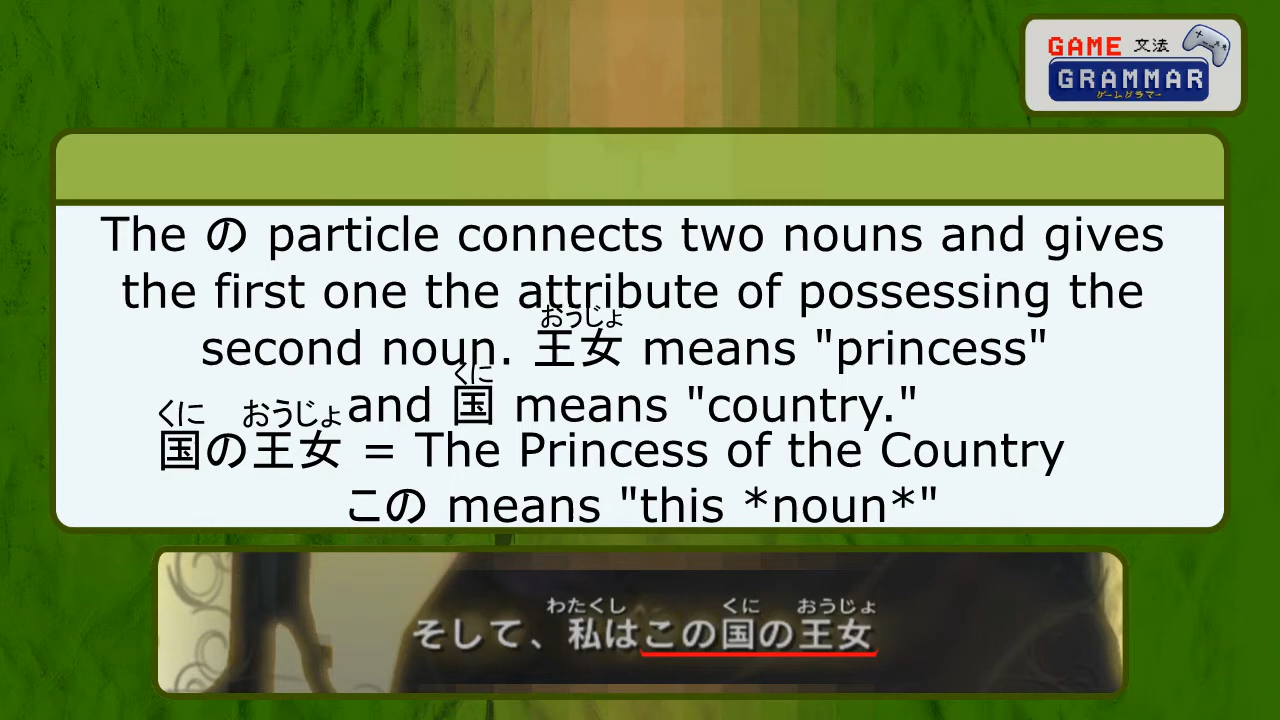 GAME 文法
GRAMMAR
ゲームグラマー
The の particle connects two nouns and gives
the first one the attribute of possessing the
おうじょ
second noun. 王女 means "princess"
くに
and 国 means "country."
くに おうじょ
国の王女 = The Princess of the Country
この means "this *noun*"
わたくし くに おうじょ
そして、私はこの国の王女